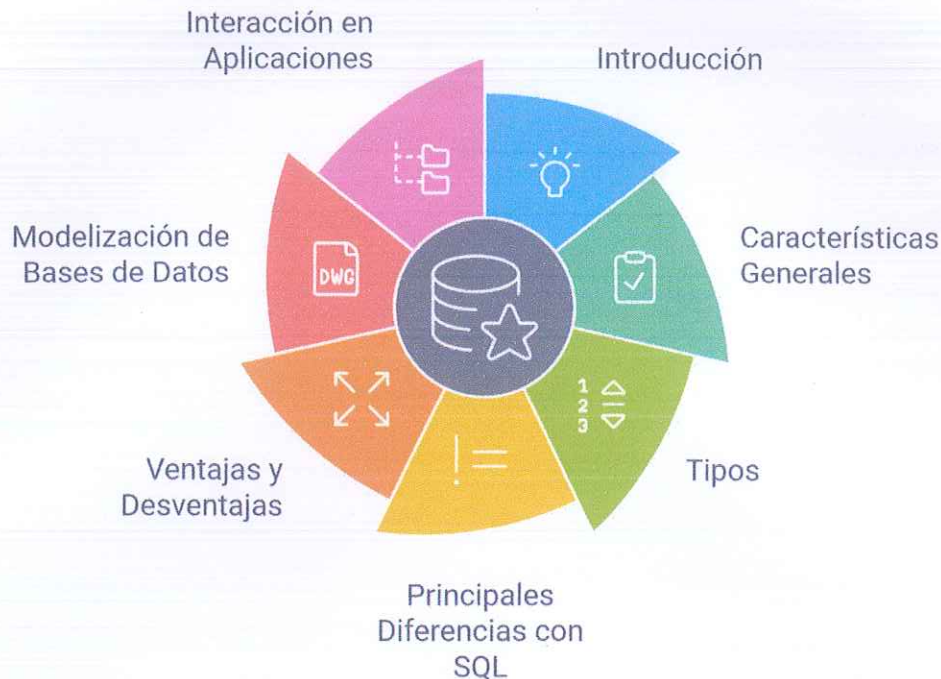 Interacción en
Aplicaciones
Introducción
Modelización de
Bases de Datos
DWG
Características
Generales
1
2
3
!=
Ventajas y
Desventajas
Tipos
Principales
Diferencias con
SQL